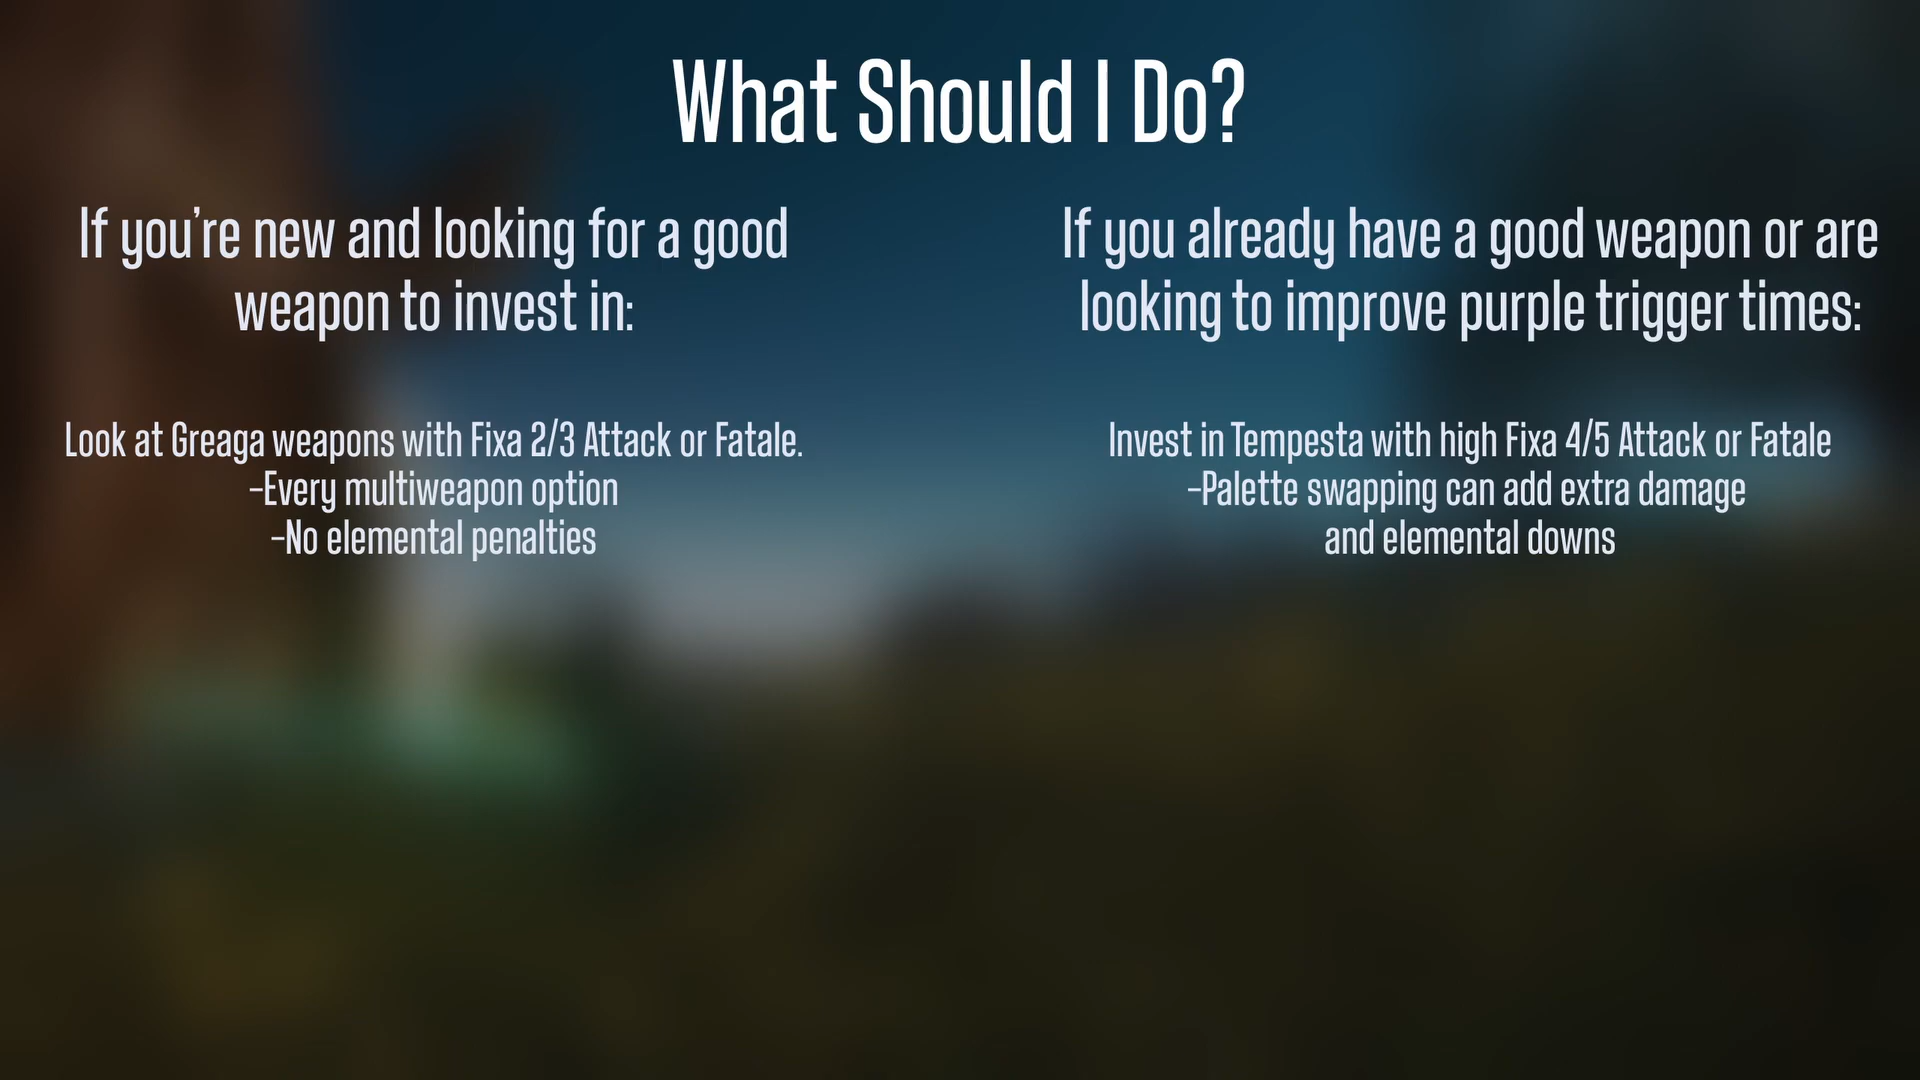 What Should I Do?
If you're new and looking for a good
weapon to invest in:
Look at Greaga weapons with Fixa 2/3 Attack or Fatale.
-Every multiweapon option
-No elemental penalties
If you already have a good weapon or are
looking to improve purple trigger times:
Invest in Tempesta with high Fixa 4/5 Attack or Fatale
-Palette swapping can add extra damage
and elemental downs